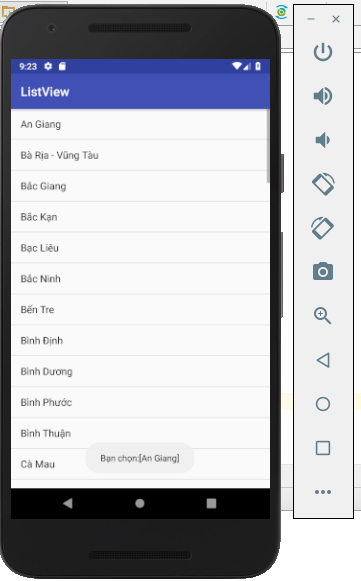 9:23
ListView
An Giang
Bà Rịa - Vũng Tàu
Bắc Giang
Bắc Kạn
Bạc Liêu
Bắc Ninh
Bến Tre
Bình Định
Bình Dương
Bình Phước
Bình Thuận
Cà Mau
Bạn chọn:[An Giang]